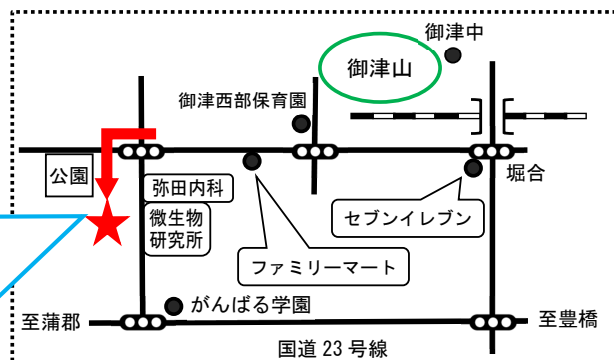 御津中
御津山
御津西部保育園
公園
堀合
弥田内科
微生物
研究所
セブンイレブン
ファミリーマート
がんばる学園
至蒲郡
至豊橋
国道 23 号線